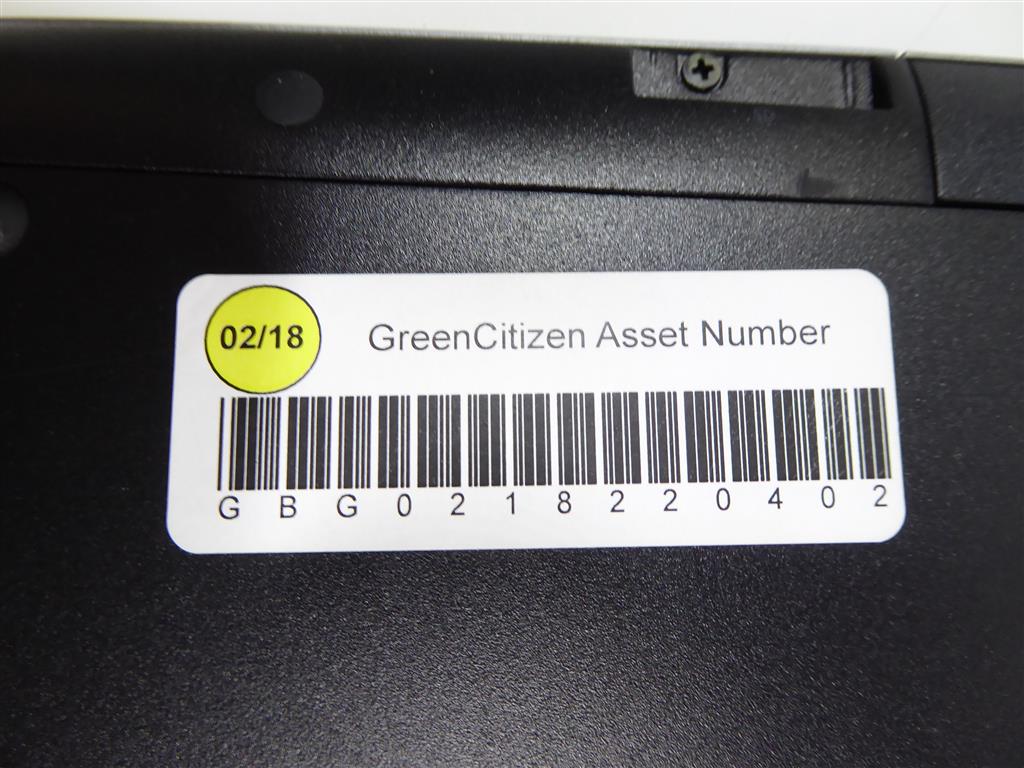 02/18 GreenCitizen Asset Number
G B G 0 2 1 8 2 2 0 4 0 2